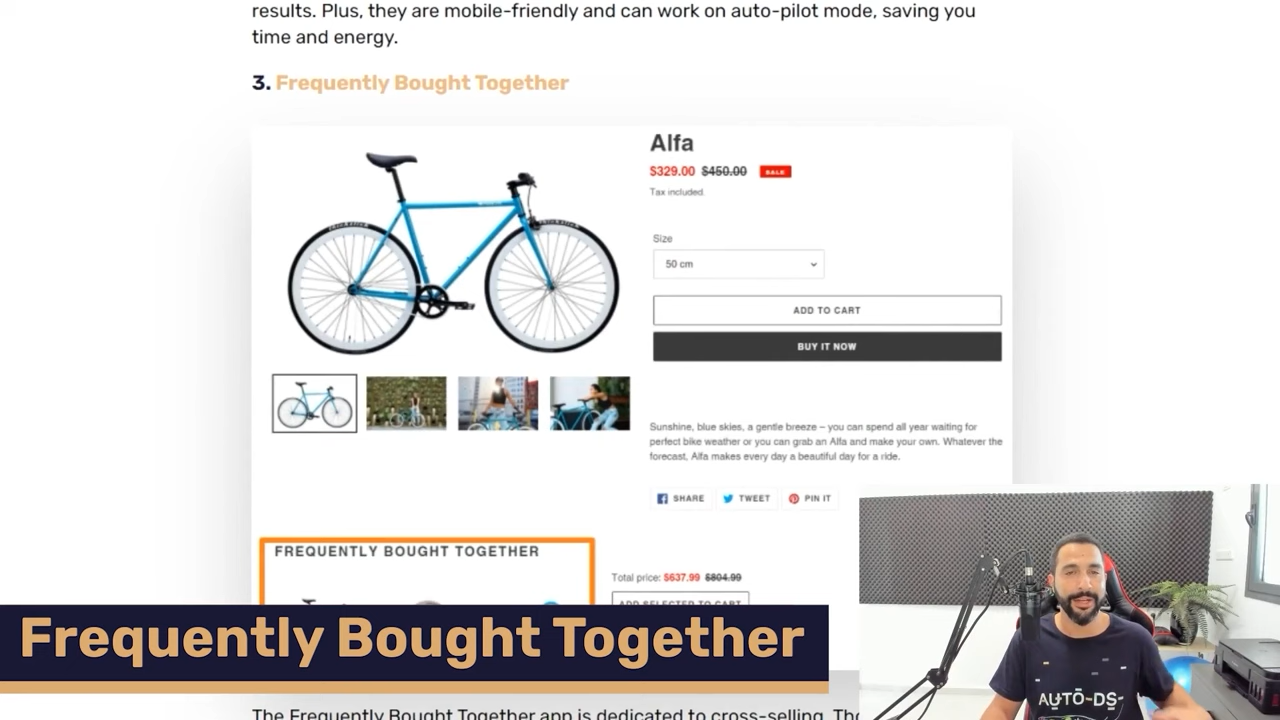 results. Plus, they are mobile-friendly and can work on auto-pilot mode, saving you
time and energy.
3. Frequently Bought Together
Alfa
$329.00 $450.00 SALE
Tax included.
Size
50 cm
ADD TO CART
BUY IT NOW
Sunshine, blue skies, a gentle breeze – you can spend all year waiting for
perfect bike weather or you can grab an Alfa and make your own. Whatever the
forecast, Alfa makes every day a beautiful day for a ride.
SHARE TWEET PIN IT
FREQUENTLY BOUGHT TOGETHER
Total price: $637.99 $804.99
ADD SELECTED TO CART
Frequently Bought Together
AUTO-DS-
The Frequently Bought Together app is dedicated to cross-selling.